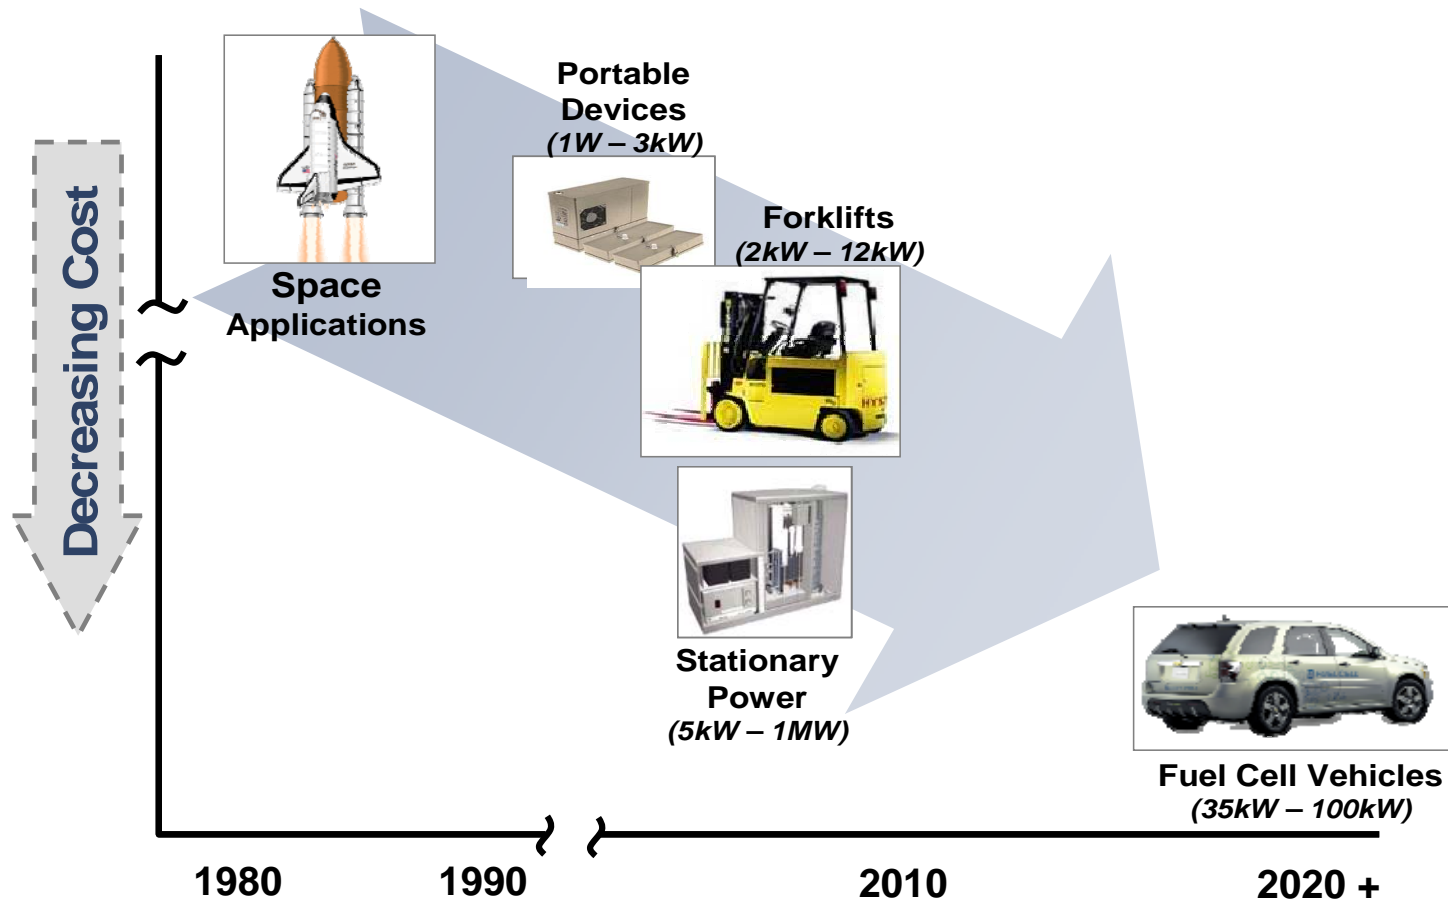 Decreasing Cost
Space
Applications
Portable
Devices
(1W – 3kW)
Forklifts
(2kW – 12kW)
Stationary
Power
(5kW – 1MW)
Fuel Cell Vehicles
(35kW – 100kW)
1980
1990
2010
2020 +